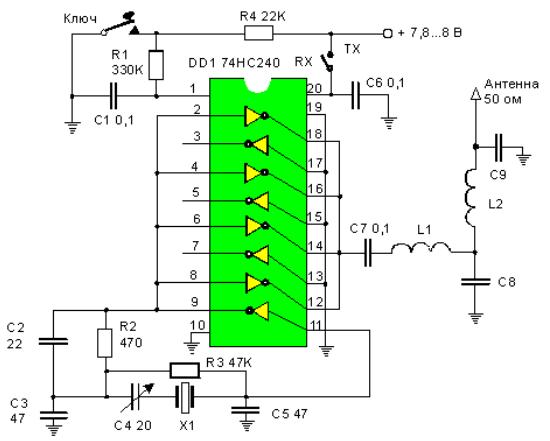 Ключ
R4 22K
+ 7,8...8 В
R1
330K
DD1 74HC240
RX
TX
C1 0,1
C6 0,1
Антенна
50 ом
C9
L2
1
2
3
4
5
6
7
8
9
10
20
19
18
17
16
15
14
13
12
11
C7 0,1
L1
C8
C2
22
R2
470
R3 47K
C3
47
C4 20
X1
C5 47